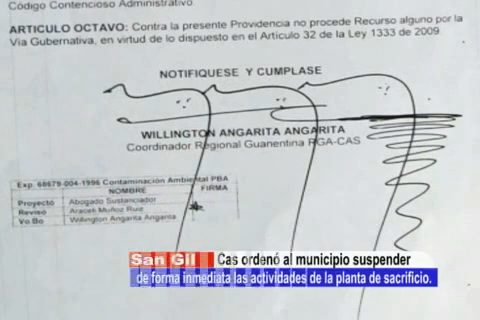 Código Contencioso Administrativo
ARTICULO OCTAVO: Contra la presente Providencia no procede Recurso alguno por la
Via Gubernativa, en virtud de lo dispuesto en el Articulo 32 de la Ley 1333 de 2009
NOTIFIQUESE Y CUMPLASE
WILLINGTON ANGARITA ANGARITA
Coordinador Regional Guanentina RGA-CAS
Exp. 68679-004-1996 Contaminación Ambiental PBA
NOMBRE FIRMA
Proyectó Abogado Sustanciador
Revisó Araceli Muñoz Ruiz
Vo.Bo Willington Angarita Angarita
San Gil Cas ordenó al municipio suspender
de forma inmediata las actividades de la planta de sacrificio.